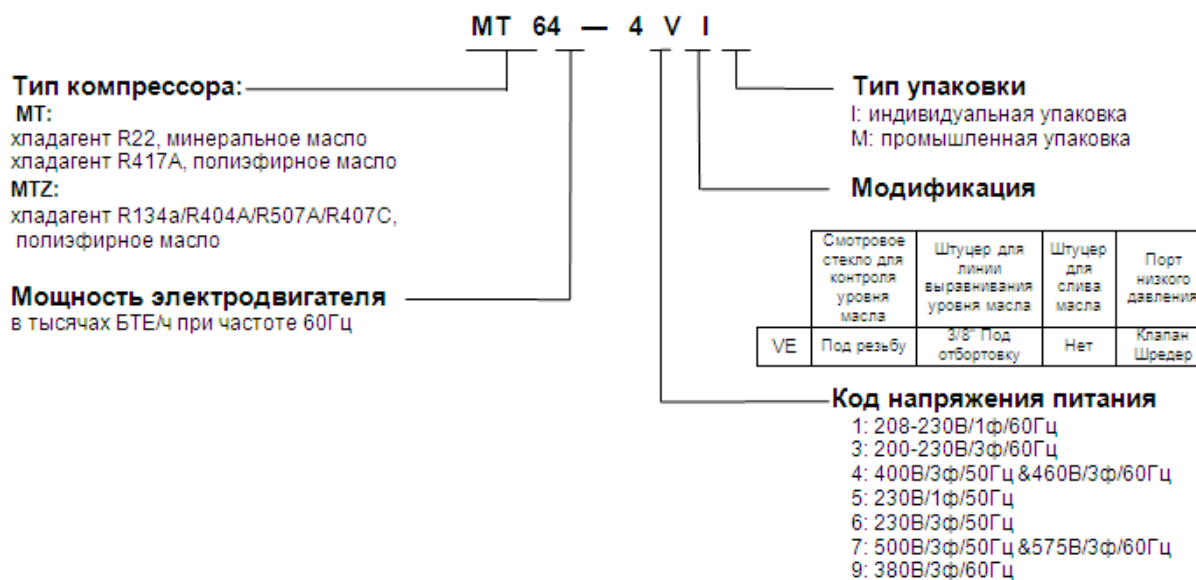 MT 64 — 4 V I
Тип компрессора:
MT:
хладагент R22, минеральное масло
хладагент R417A, полиэфирное масло
MTZ:
хладагент R134a/R404A/R507A/R407C,
полиэфирное масло
Мощность электродвигателя
в тысячах БТЕ/ч при частоте 60Гц
Тип упаковки
I: индивидуальная упаковка
M: промышленная упаковка
Модификация
Смотровое
стекло для
контроля
уровня
масла
Штуцер для
линии
выравнивания
уровня масла
Штуцер
для
слива
масла
Порт
низкого
давления
VE
Под резьбу
3/8" Под
отбортовку
Нет
Клапан
Шредер
Код напряжения питания
1: 208-230В/1ф/60Гц
3: 200-230В/3ф/60Гц
4: 400В/3ф/50Гц &460В/3ф/60Гц
5: 230В/1ф/50Гц
6: 230В/3ф/50Гц
7: 500В/3ф/50Гц &575В/3ф/60Гц
9: 380В/3ф/60Гц